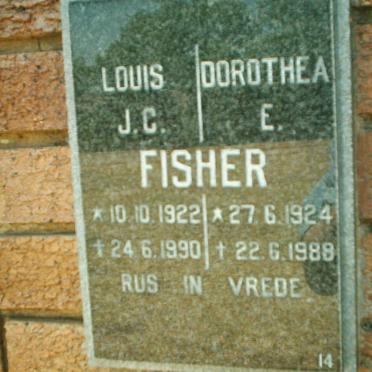 LOUIS DOROTHEA
J.C. E.
FISHER
* 10.10.1922 * 27.6.1924
† 24.6.1990 † 22.6.1988
RUS IN VREDE
14